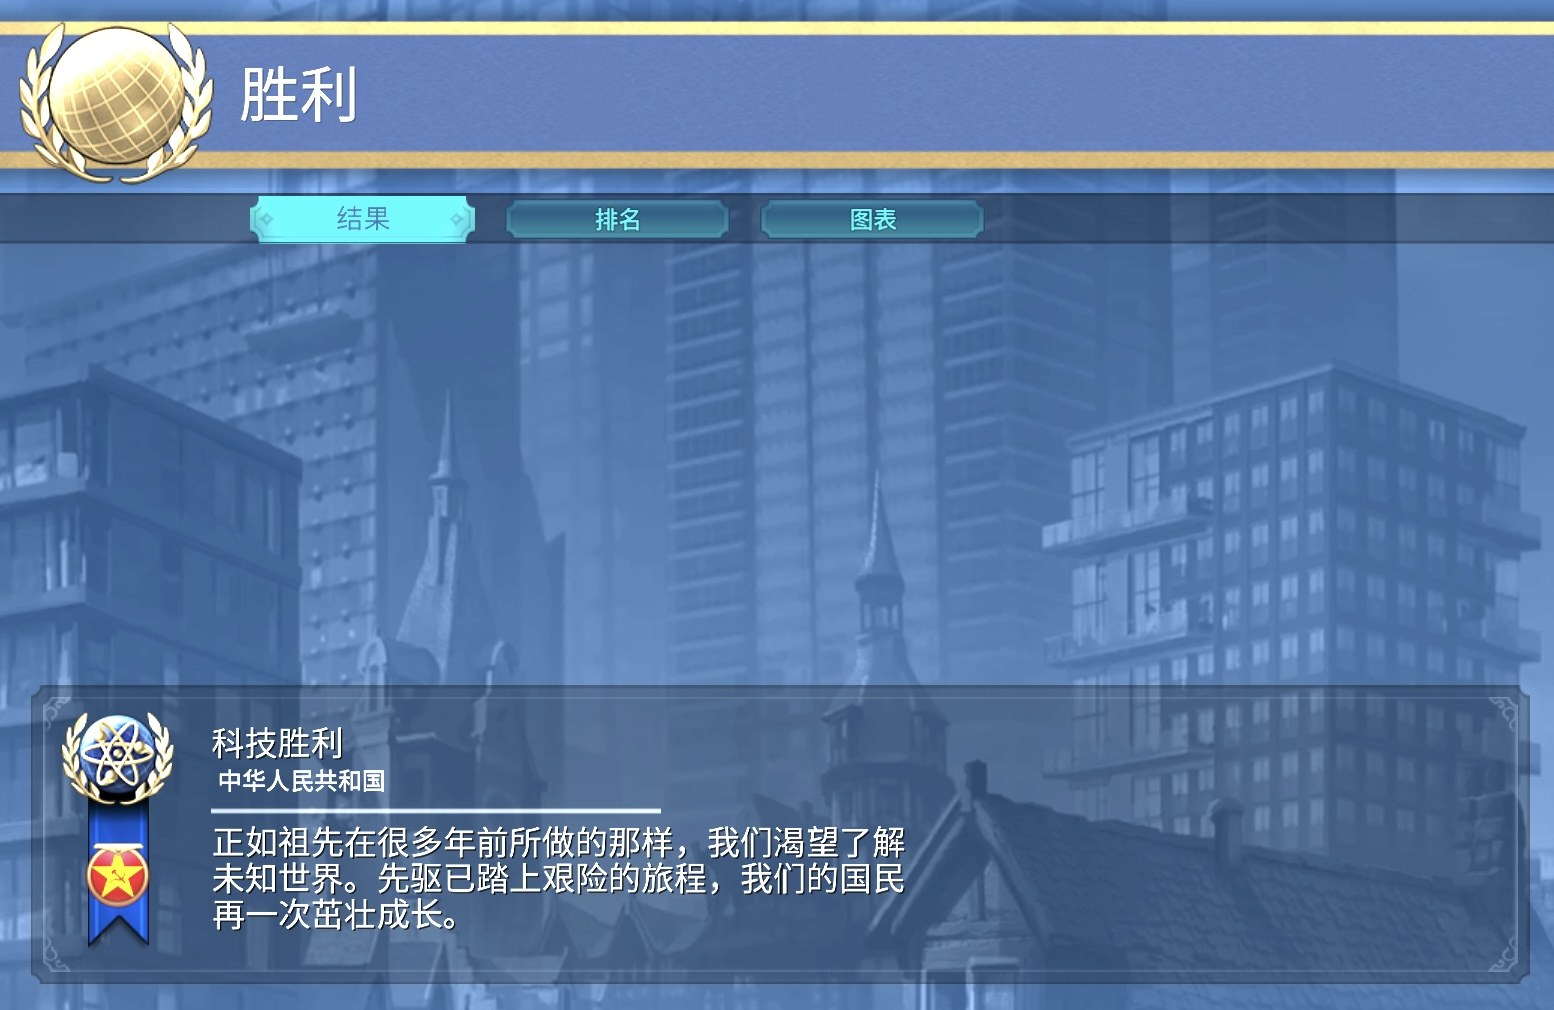 胜利
结果
排名
图表
科技胜利
中华人民共和国
正如祖先在很多年前所做的那样，我们渴望了解
未知世界。先驱已踏上艰险的旅程，我们的国民
再一次茁壮成长。